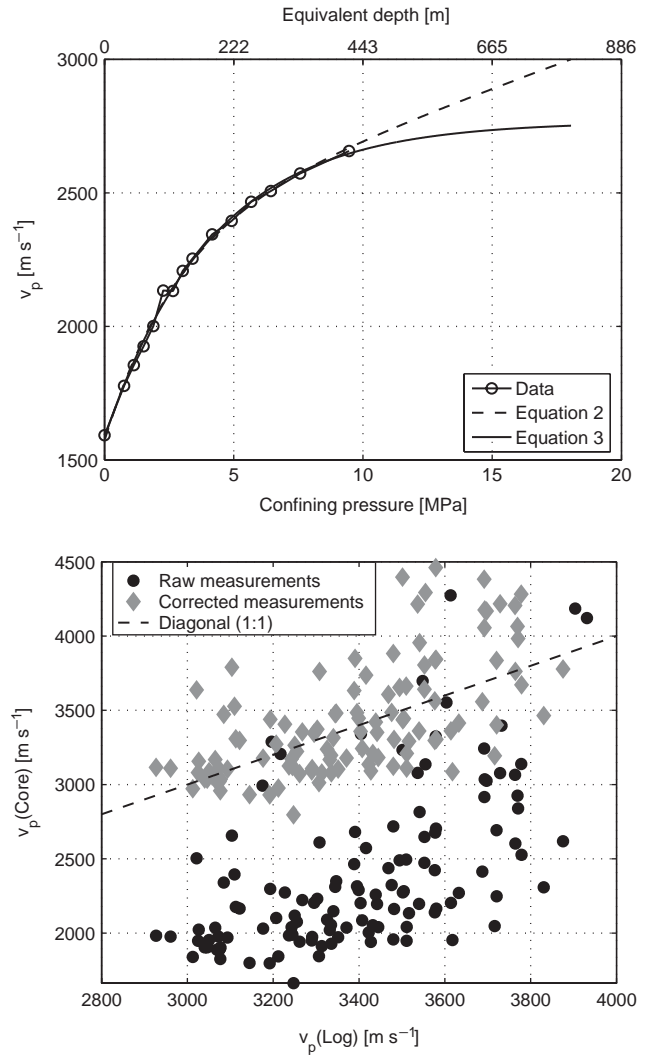 Equivalent depth [m]
0 222 443 665 886
3000
2500
2000
1500
v_p [m s⁻¹]
Data
Equation 2
Equation 3
0 5 10 15 20
Confining pressure [MPa]
4500
4000
3500
3000
2500
2000
v_p(Core) [m s⁻¹]
Raw measurements
Corrected measurements
Diagonal (1:1)
2800 3000 3200 3400 3600 3800 4000
v_p(Log) [m s⁻¹]